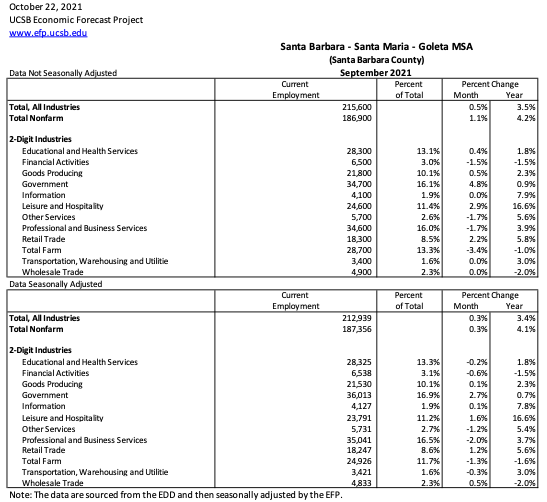 October 22, 2021
UCSB Economic Forecast Project
www.efp.ucsb.edu
Santa Barbara - Santa Maria - Goleta MSA
(Santa Barbara County)
Data Not Seasonally Adjusted September 2021
Current Percent Percent Change
Employment of Total Month Year
Total, All Industries 215,600 0.5% 3.5%
Total Nonfarm 186,900 1.1% 4.2%
2-Digit Industries
Educational and Health Services 28,300 13.1% 0.4% 1.8%
Financial Activities 6,500 3.0% -1.5% -1.5%
Goods Producing 21,800 10.1% 0.5% 2.3%
Government 34,700 16.1% 4.8% 0.9%
Information 4,100 1.9% 0.0% 7.9%
Leisure and Hospitality 24,600 11.4% 2.9% 16.6%
Other Services 5,700 2.6% -1.7% 5.6%
Professional and Business Services 34,600 16.0% -1.7% 3.9%
Retail Trade 18,300 8.5% 2.2% 5.8%
Total Farm 28,700 13.3% -3.4% -1.0%
Transportation, Warehousing and Utilitie 3,400 1.6% 0.0% 3.0%
Wholesale Trade 4,900 2.3% 0.0% -2.0%
Data Seasonally Adjusted
Current Percent Percent Change
Employment of Total Month Year
Total, All Industries 212,939 0.3% 3.4%
Total Nonfarm 187,356 0.3% 4.1%
2-Digit Industries
Educational and Health Services 28,325 13.3% -0.2% 1.8%
Financial Activities 6,538 3.1% -0.6% -1.5%
Goods Producing 21,530 10.1% 0.1% 2.3%
Government 36,013 16.9% 2.7% 0.7%
Information 4,127 1.9% 0.1% 7.8%
Leisure and Hospitality 23,791 11.2% 1.6% 16.6%
Other Services 5,731 2.7% -1.2% 5.4%
Professional and Business Services 35,041 16.5% -2.0% 3.7%
Retail Trade 18,247 8.6% 1.2% 5.6%
Total Farm 24,926 11.7% -1.3% -1.6%
Transportation, Warehousing and Utilitie 3,421 1.6% -0.3% 3.0%
Wholesale Trade 4,833 2.3% 0.5% -2.0%
Note: The data are sourced from the EDD and then seasonally adjusted by the EFP.